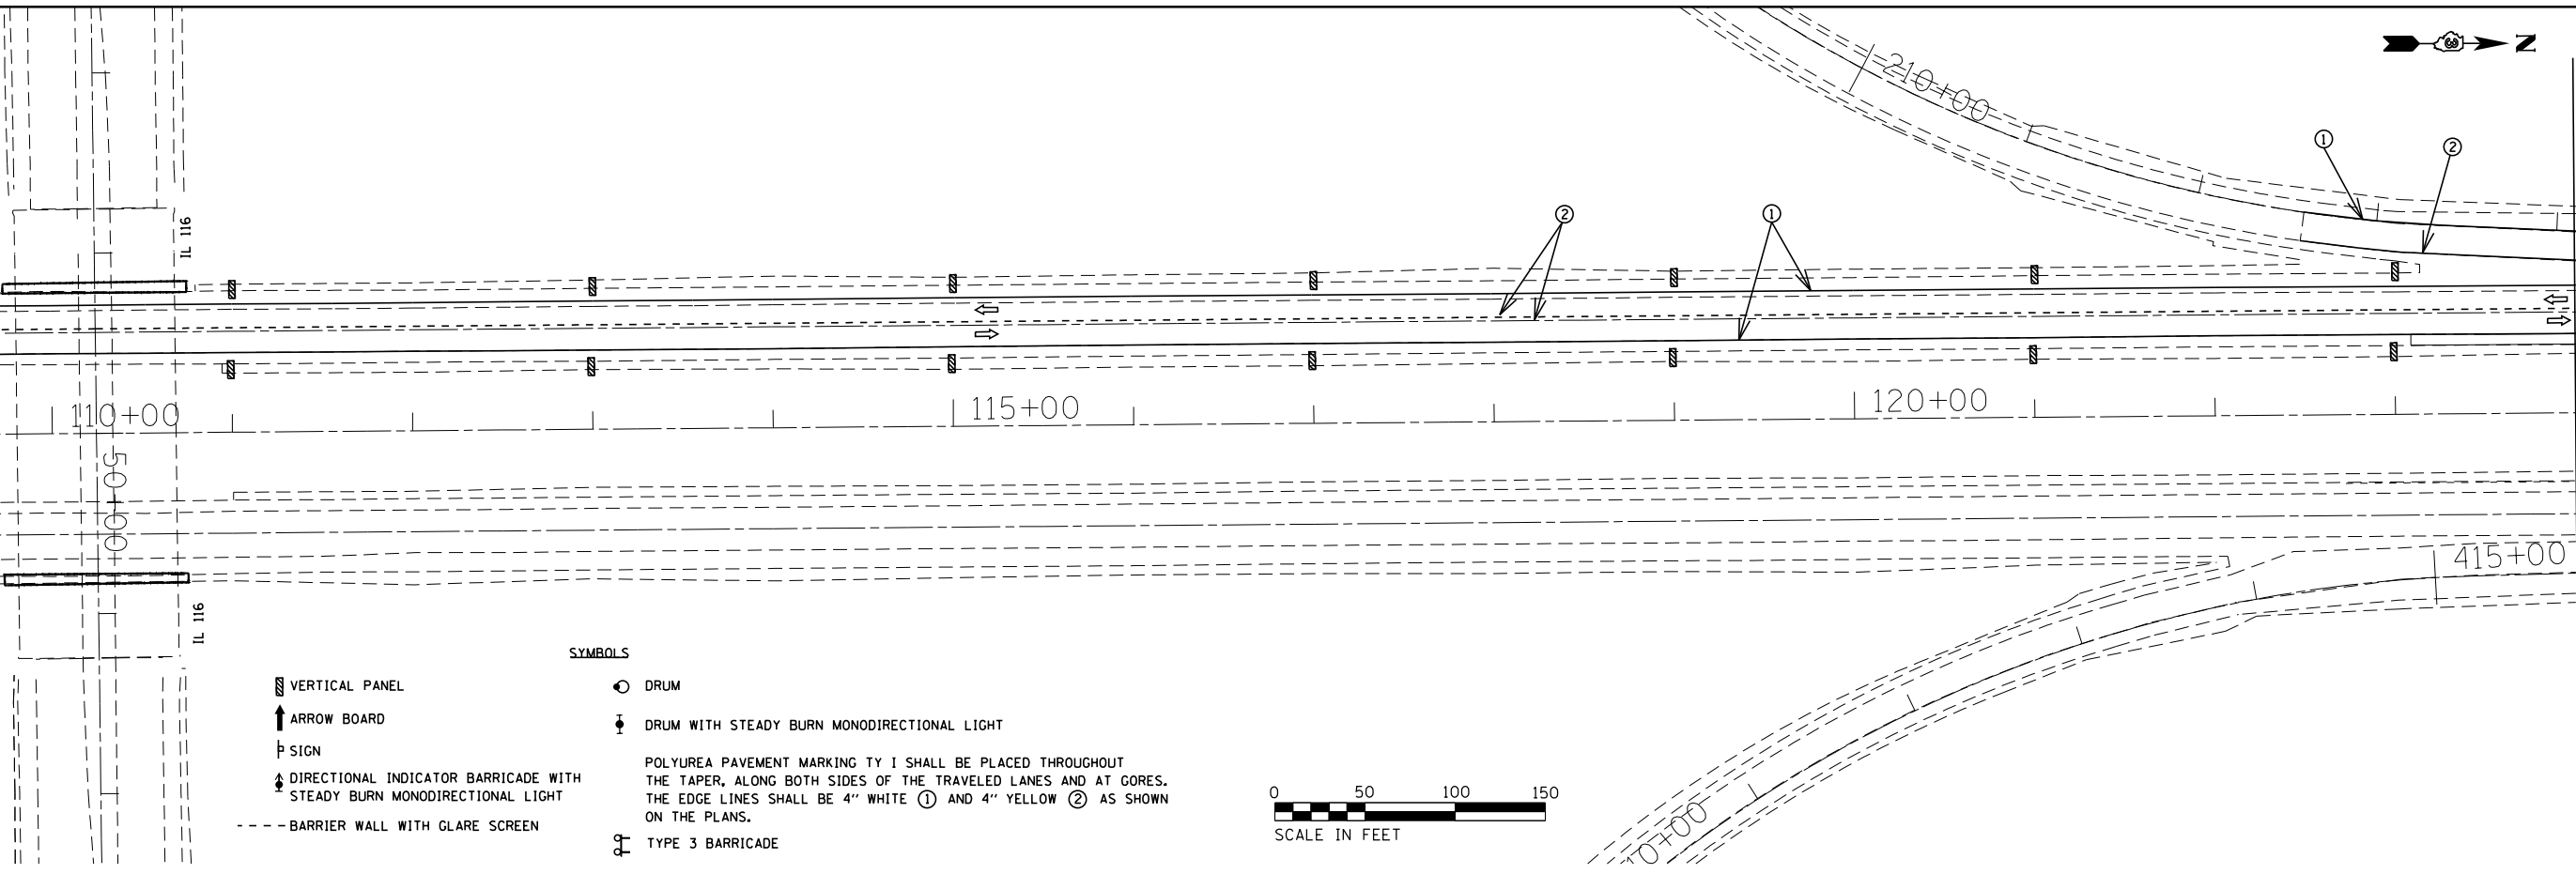 N
210+00
1
2
2
1
IL 116
110+00
115+00
120+00
50+00
415+00
IL 116
SYMBOLS
VERTICAL PANEL
ARROW BOARD
SIGN
DIRECTIONAL INDICATOR BARRICADE WITH
STEADY BURN MONODIRECTIONAL LIGHT
BARRIER WALL WITH GLARE SCREEN
DRUM
DRUM WITH STEADY BURN MONODIRECTIONAL LIGHT
POLYUREA PAVEMENT MARKING TY I SHALL BE PLACED THROUGHOUT
THE TAPER, ALONG BOTH SIDES OF THE TRAVELED LANES AND AT GORES.
THE EDGE LINES SHALL BE 4'' WHITE 1 AND 4'' YELLOW 2 AS SHOWN
ON THE PLANS.
TYPE 3 BARRICADE
0 50 100 150
SCALE IN FEET
10+00